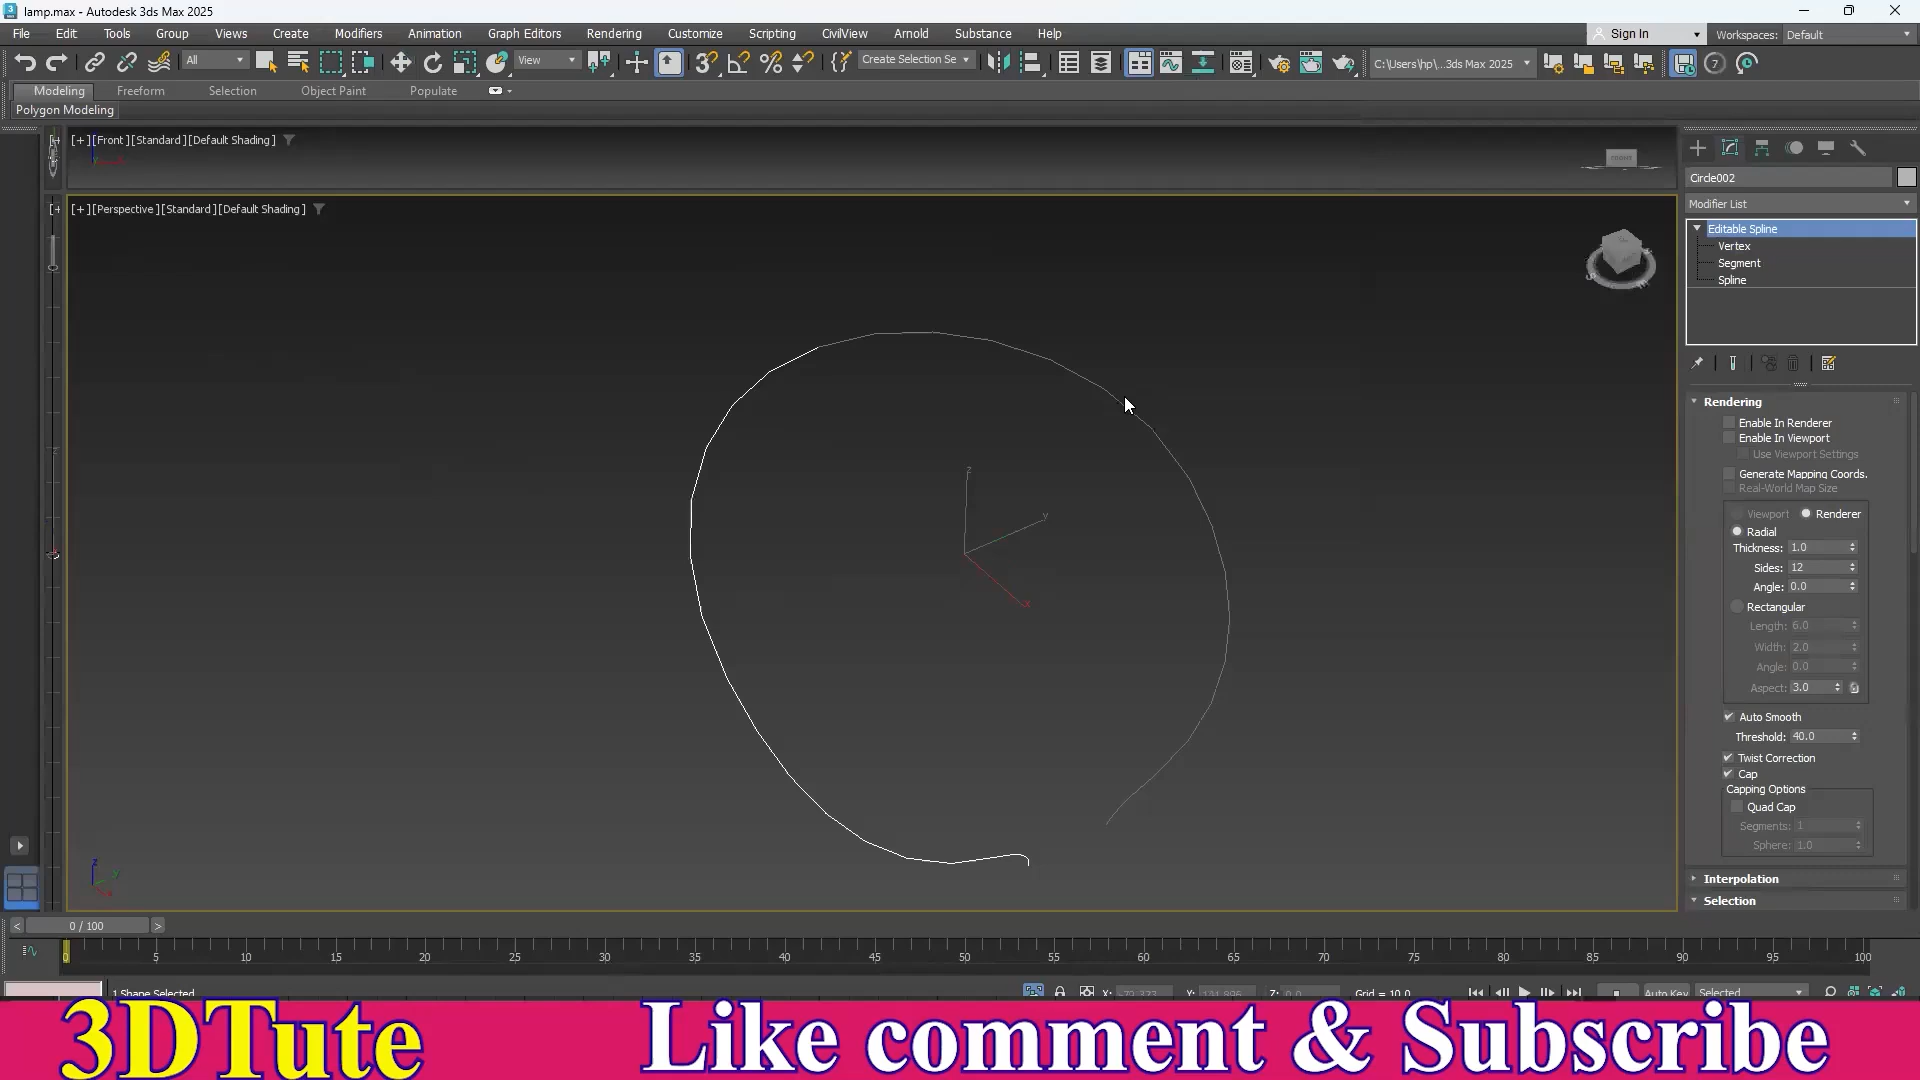 lamp.max - Autodesk 3ds Max 2025
File Edit Tools Group Views Create Modifiers Animation Graph Editors Rendering Customize Scripting CivilView Arnold Substance Help
Sign In Workspaces: Default
All View Create Selection Se C:\Users\hp\...3ds Max 2025 7
Modeling Freeform Selection Object Paint Populate
Polygon Modeling
[+][Front][Standard][Default Shading]
FRONT
[+][Perspective][Standard][Default Shading]
Circle002
Modifier List
Editable Spline
Vertex
Segment
Spline
Rendering
Enable In Renderer
Enable In Viewport
Use Viewport Settings
Generate Mapping Coords.
Real-World Map Size
Viewport Renderer
Radial
Thickness: 1.0
Sides: 12
Angle: 0.0
Rectangular
Length: 6.0
Width: 2.0
Angle: 0.0
Aspect: 3.0
Auto Smooth
Threshold: 40.0
Twist Correction
Cap
Capping Options
Quad Cap
Segments: 1
Sphere: 1.0
Interpolation
Selection
z
y
x
z
y
x
< 0 / 100 >
0 5 10 15 20 25 30 35 40 45 50 55 60 65 70 75 80 85 90 95 100
1 Shape Selected X: Y: Z: 0.0 Grid = 10.0 Auto Key Selected
3DTute Like comment & Subscribe